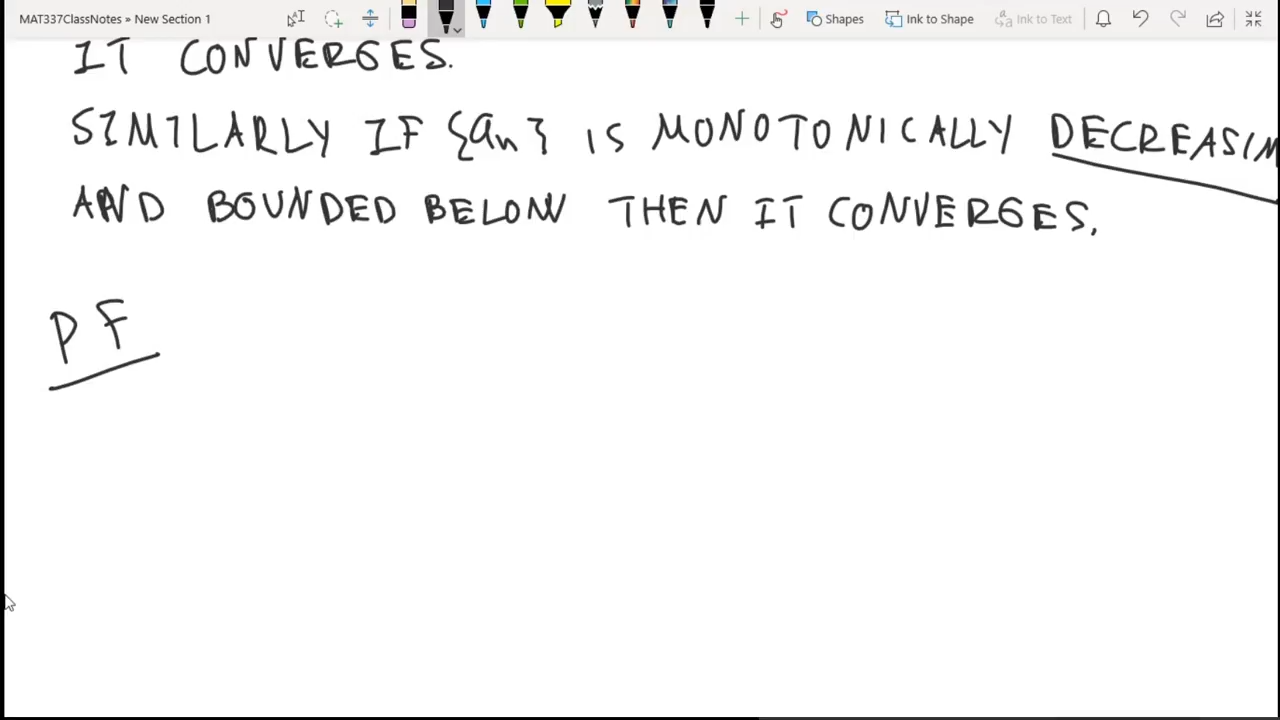 MAT337ClassNotes » New Section 1
Shapes
Ink to Shape
Ink to Text
IT CONVERGES.
SIMILARLY IF {an} IS MONOTONICALLY DECREASIN
AND BOUNDED BELOW THEN IT CONVERGES.
PF